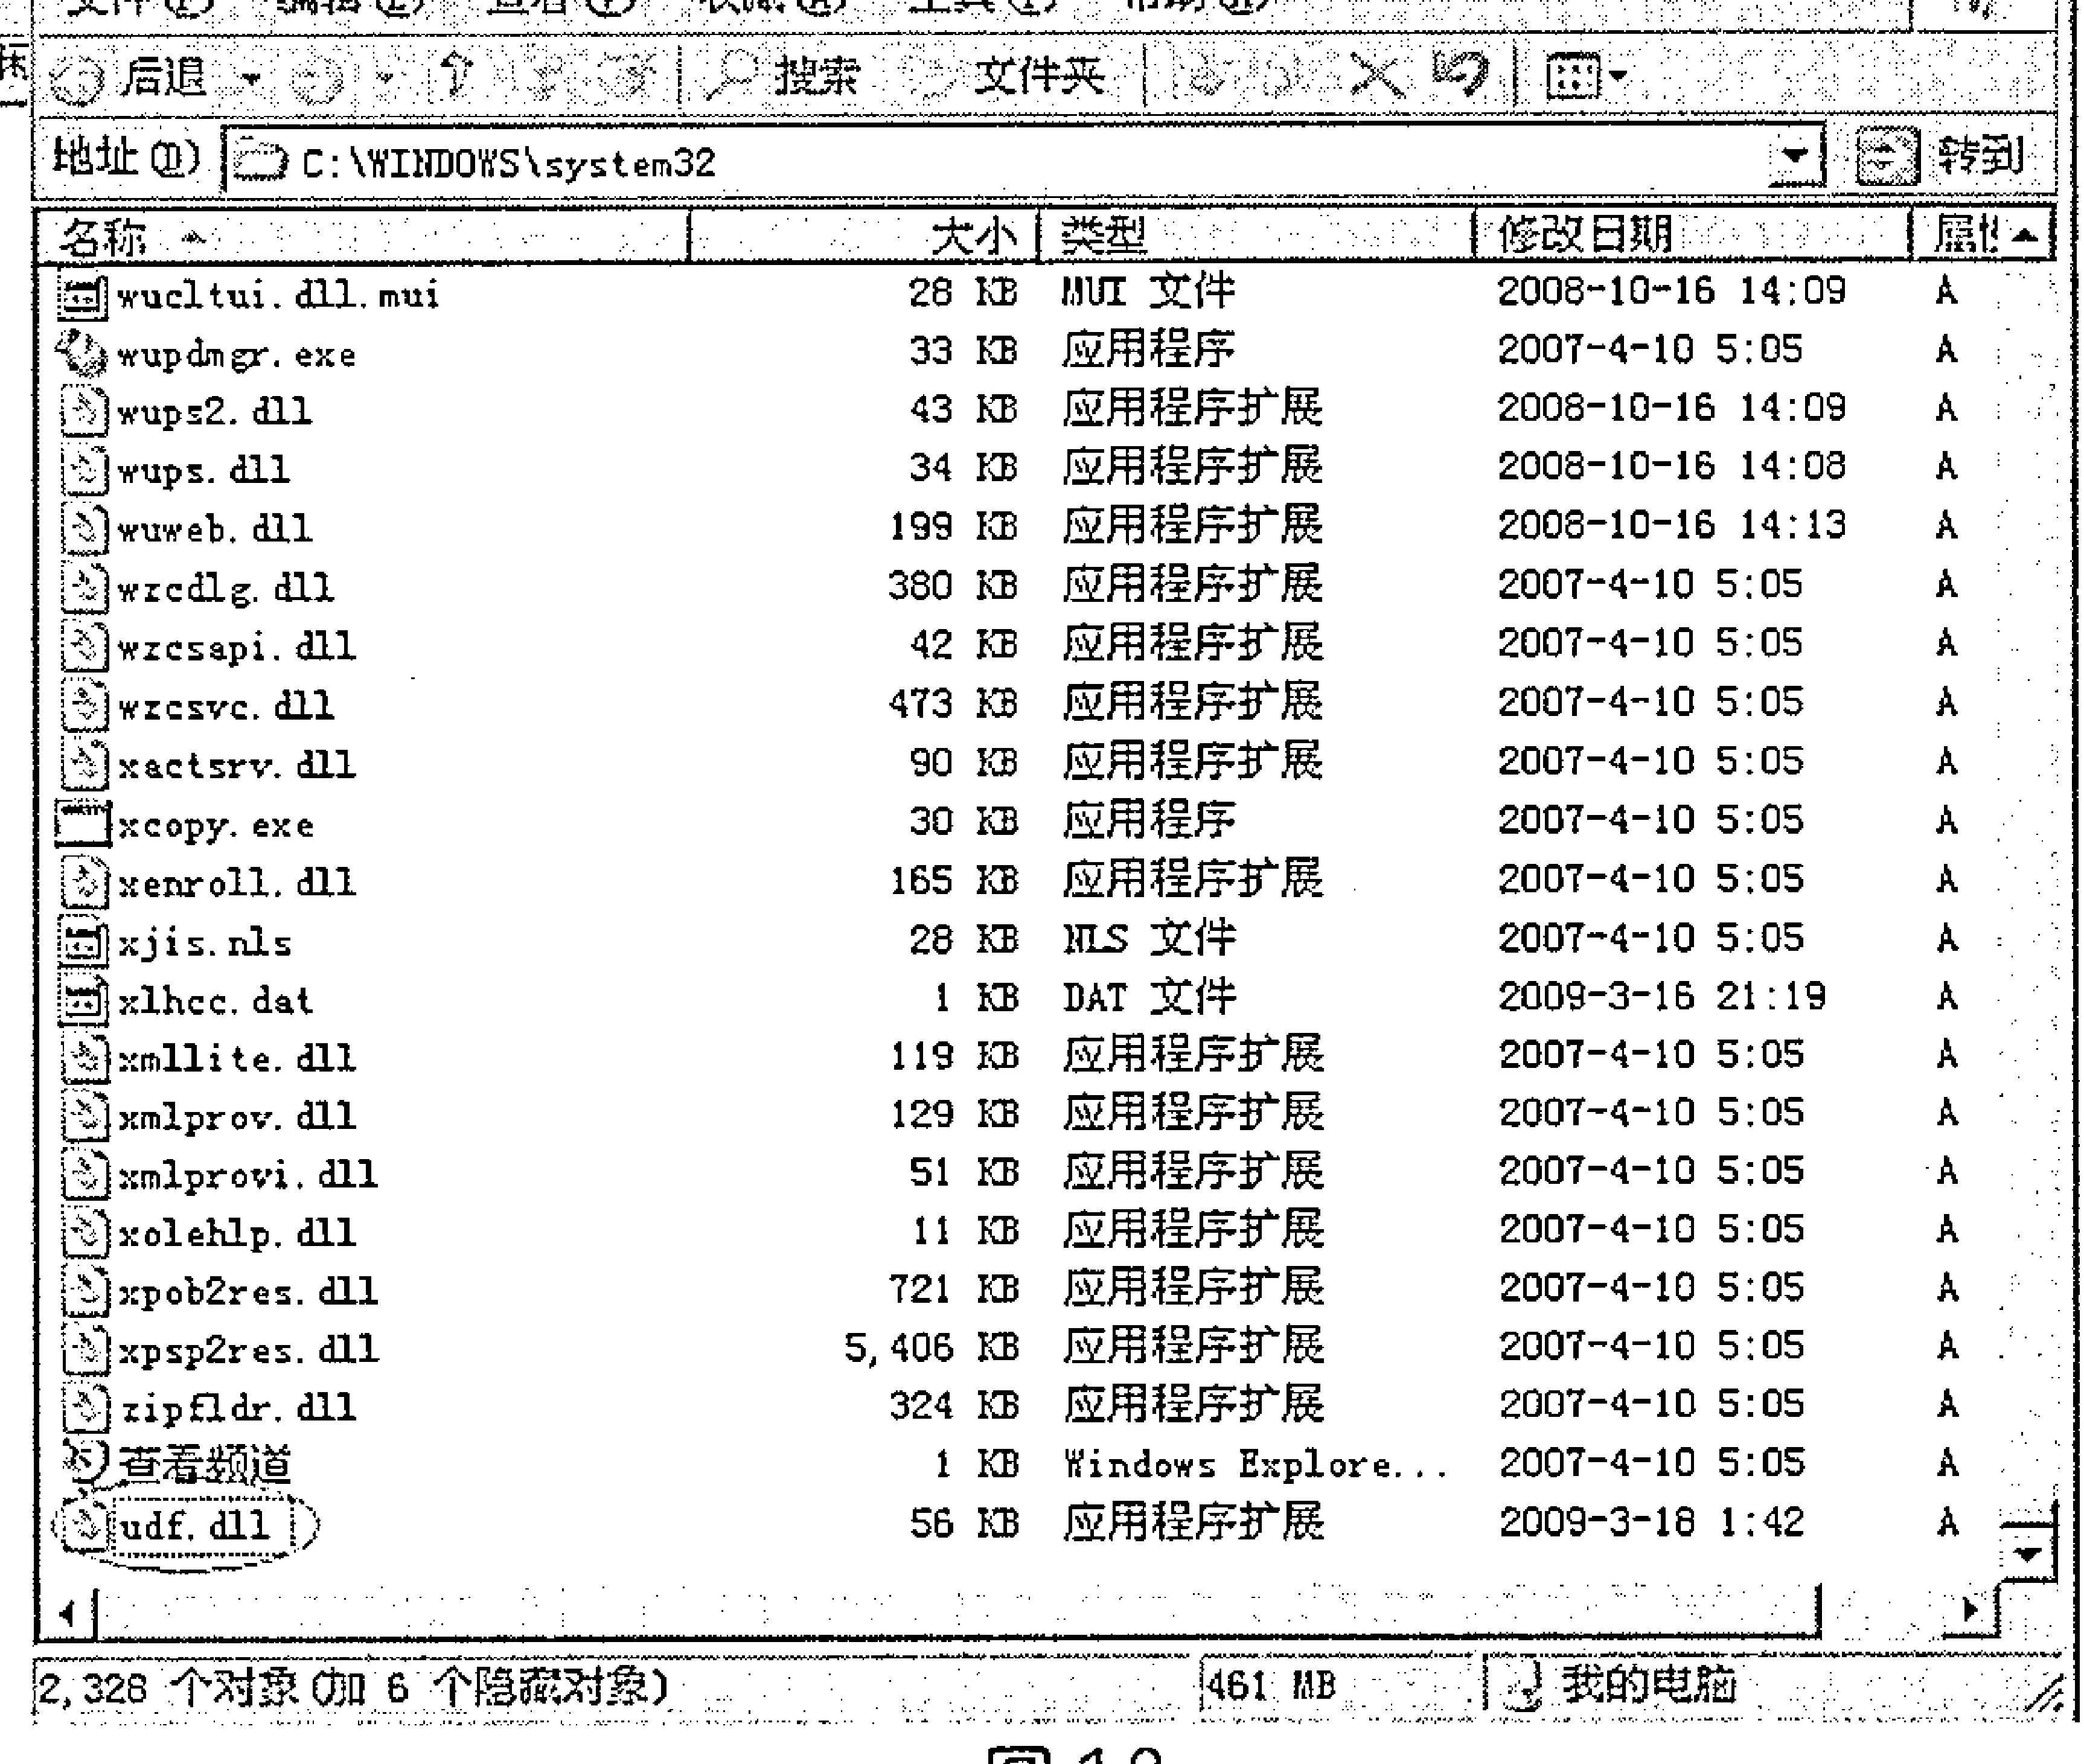 文件(F) 编辑(E) 查看(V) 收藏(A) 工具(T) 帮助(H)
后退 搜索 文件夹
地址(D) C:\WINDOWS\system32 转到
名称 大小 类型 修改日期
wucltui.dll.mui 28 KB MUI 文件 2008-10-16 14:09 A
wupdmgr.exe 33 KB 应用程序 2007-4-10 5:05 A
wups2.dll 43 KB 应用程序扩展 2008-10-16 14:09 A
wups.dll 34 KB 应用程序扩展 2008-10-16 14:08 A
wuweb.dll 199 KB 应用程序扩展 2008-10-16 14:13 A
wzcdlg.dll 380 KB 应用程序扩展 2007-4-10 5:05 A
wzcsapi.dll 42 KB 应用程序扩展 2007-4-10 5:05 A
wzcsvc.dll 473 KB 应用程序扩展 2007-4-10 5:05 A
xactsrv.dll 90 KB 应用程序扩展 2007-4-10 5:05 A
xcopy.exe 30 KB 应用程序 2007-4-10 5:05 A
xenroll.dll 165 KB 应用程序扩展 2007-4-10 5:05 A
xjis.nls 28 KB NLS 文件 2007-4-10 5:05 A
xlhcc.dat 1 KB DAT 文件 2009-3-16 21:19 A
xmllite.dll 119 KB 应用程序扩展 2007-4-10 5:05 A
xmlprov.dll 129 KB 应用程序扩展 2007-4-10 5:05 A
xmlprovi.dll 51 KB 应用程序扩展 2007-4-10 5:05 A
xolehlp.dll 11 KB 应用程序扩展 2007-4-10 5:05 A
xpob2res.dll 721 KB 应用程序扩展 2007-4-10 5:05 A
xpsp2res.dll 5,406 KB 应用程序扩展 2007-4-10 5:05 A
zipfldr.dll 324 KB 应用程序扩展 2007-4-10 5:05 A
查看频道 1 KB Windows Explore... 2007-4-10 5:05 A
udf.dll 56 KB 应用程序扩展 2009-3-18 1:42 A
2,328 个对象(加 6 个隐藏对象) 461 MB 我的电脑